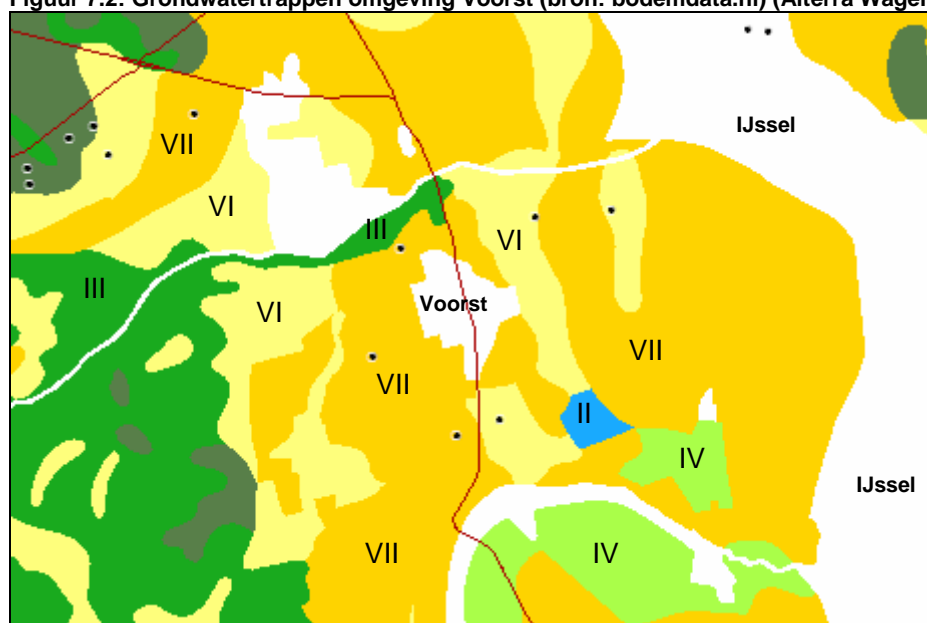 Figuur 7.2. Grondwatertrappen omgeving Voorst (bron: bodemdata.nl) (Alterra Wagen
IJssel
VII
VI
III
VI
III
VI
Voorst
VII
VII
II
IV
IJssel
VII
IV